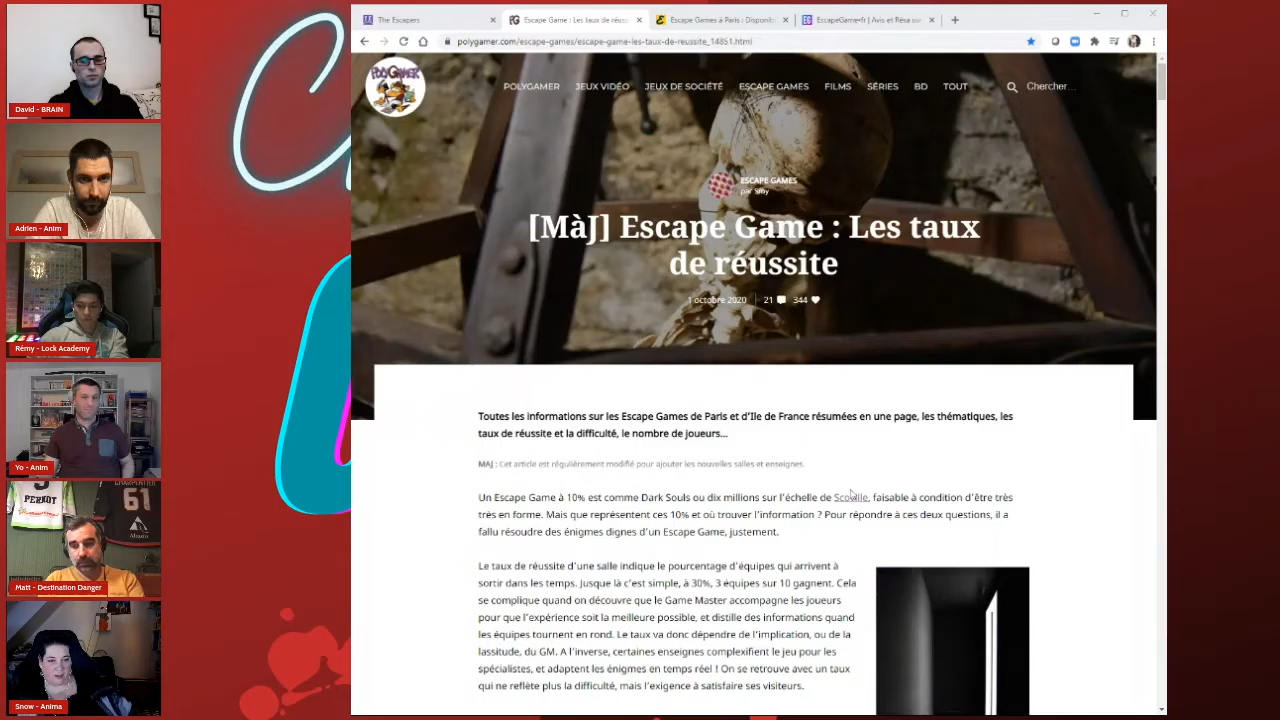 The Escapers
Escape Game : Les taux de réuss
Escape Games à Paris : Disponib
EscapeGame•fr | Avis et Résa sur
polygamer.com/escape-games/escape-game-les-taux-de-reussite_14851.html
POLYGAMER
POLYGAMER JEUX VIDÉO JEUX DE SOCIÉTÉ ESCAPE GAMES FILMS SÉRIES BD TOUT Chercher…
ESCAPE GAMES
par
[MàJ] Escape Game : Les taux
de réussite
1 octobre 2020 21 344
Toutes les informations sur les Escape Games de Paris et d'Ile de France résumées en une page, les thématiques, les
taux de réussite et la difficulté, le nombre de joueurs…
MAJ : Cet article est régulièrement modifié pour ajouter les nouvelles salles et enseignes.
Un Escape Game à 10% est comme Dark Souls ou dix millions sur l'échelle de Scoville, faisable à condition d'être très
très en forme. Mais que représentent ces 10% et où trouver l'information ? Pour répondre à ces deux questions, il a
fallu résoudre des énigmes dignes d'un Escape Game, justement.
Le taux de réussite d'une salle indique le pourcentage d'équipes qui arrivent à
sortir dans les temps. Jusque là c'est simple, à 30%, 3 équipes sur 10 gagnent. Cela
se complique quand on découvre que le Game Master accompagne les joueurs
pour que l'expérience soit la meilleure possible, et distille des informations quand
les équipes tournent en rond. Le taux va donc dépendre de l'implication, ou de la
lassitude, du GM. A l'inverse, certaines enseignes complexifient le jeu pour les
spécialistes, et adaptent les énigmes en temps réel ! On se retrouve avec un taux
qui ne reflète plus la difficulté, mais l'exigence à satisfaire ses visiteurs.
David - BRAIN
Adrien - Anim
Rémy - Lock Academy
Yo - Anim
PERROT
61
Matt - Destination Danger
Snow - Anima